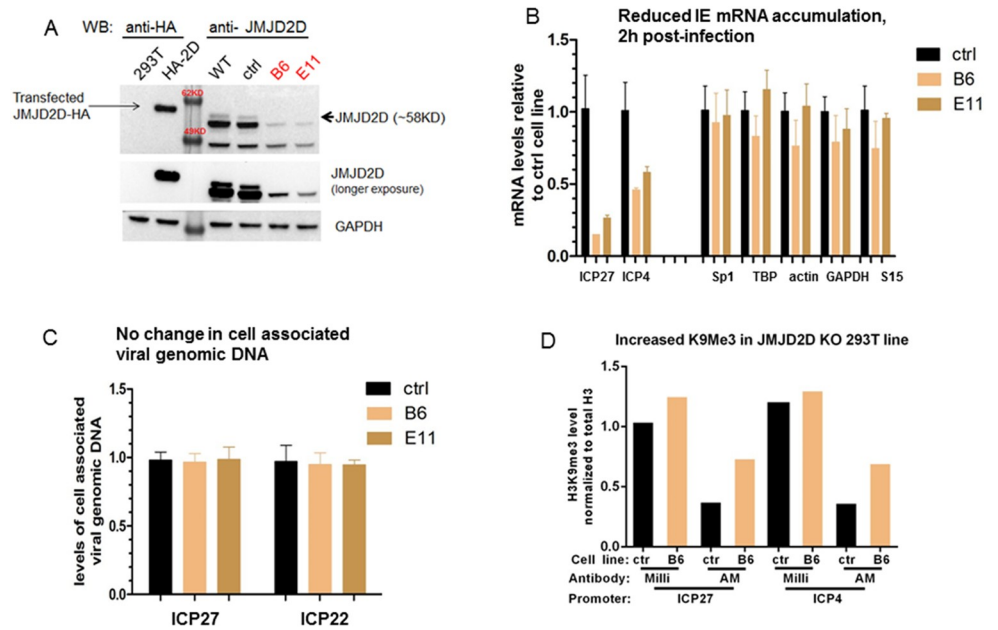 A
WB: anti-HA anti- JMJD2D
293T HA-2D WT ctrl B6 E11
62KD
Transfected
JMJD2D-HA
JMJD2D (~58KD)
49KD
JMJD2D
(longer exposure)
GAPDH
B
Reduced IE mRNA accumulation,
2h post-infection
mRNA levels relative
to ctrl cell line
1.5
1.0
0.5
0.0
ICP27 ICP4 Sp1 TBP actin GAPDH S15
ctrl
B6
E11
C
No change in cell associated
viral genomic DNA
levels of cell associated
viral genomic DNA
1.5
1.0
0.5
0.0
ICP27 ICP22
ctrl
B6
E11
D
Increased K9Me3 in JMJD2D KO 293T line
H3K9me3 level
normalized to total H3
1.5
1.0
0.5
0.0
Cell line: ctr B6 ctr B6 ctr B6 ctr B6
Antibody: Milli AM Milli AM
Promoter: ICP27 ICP4